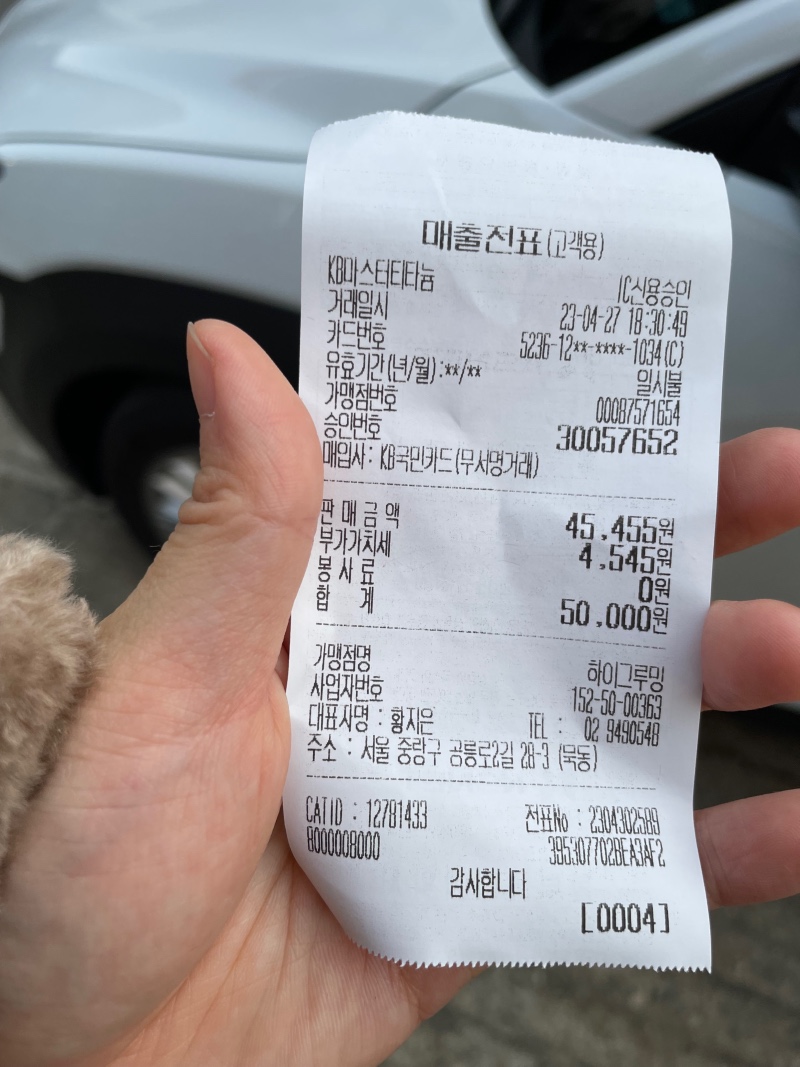 매출전표(고객용)
KB마스터티타늄 IC신용승인
거래일시 23-04-27 18:30:49
카드번호 5236-12**-****-1034(C)
유효기간(년/월):**/** 일시불
가맹점번호 00087571654
승인번호 30057652
매입사: KB국민카드(무서명거래)
판매금액 45,455원
부가가치세 4,545원
봉사료 0원
합 계 50,000원
가맹점명 하이그루밍
사업자번호 152-50-00363
대표자명 : 황지은 TEL : 02 9490548
주소 : 서울 중랑구 공릉로2길 28-3 (묵동)
CATID : 12781433 전표No : 2304302589
B000008000 395307702BEA3AF2
감사합니다
[0004]